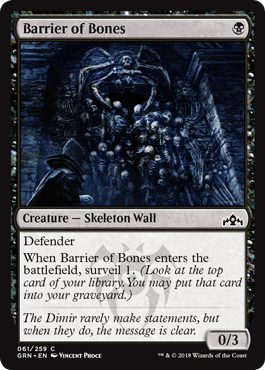 Barrier of Bones
Creature — Skeleton Wall
Defender
When Barrier of Bones enters the
battlefield, surveil 1. (Look at the top
card of your library. You may put that
card into your graveyard.)
The Dimir rarely make statements, but
when they do, the message is clear.
0/3
061/259 C
GRN • EN Vincent Proce
™ & © 2018 Wizards of the Coast